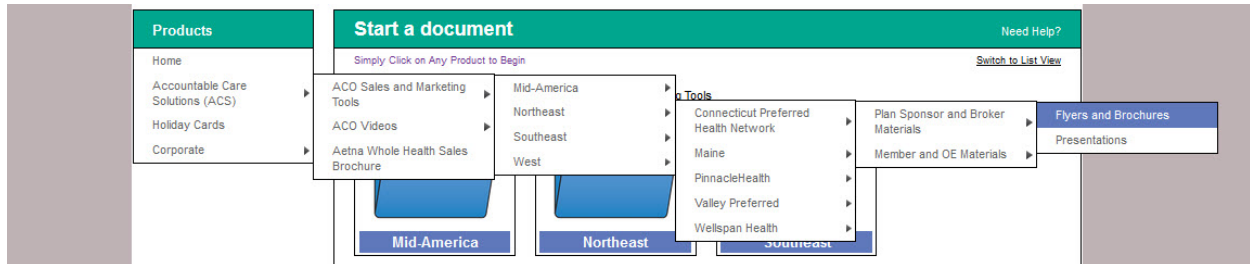 Products
Start a document
Need Help?
Home
Accountable Care
Solutions (ACS)
Holiday Cards
Corporate
Simply Click on Any Product to Begin
Switch to List View
Tools
ACO Sales and Marketing
Tools
ACO Videos
Aetna Whole Health Sales
Brochure
Mid-America
Northeast
Southeast
West
Connecticut Preferred
Health Network
Maine
PinnacleHealth
Valley Preferred
Wellspan Health
Plan Sponsor and Broker
Materials
Member and OE Materials
Flyers and Brochures
Presentations
Mid-America
Northeast
Southeast